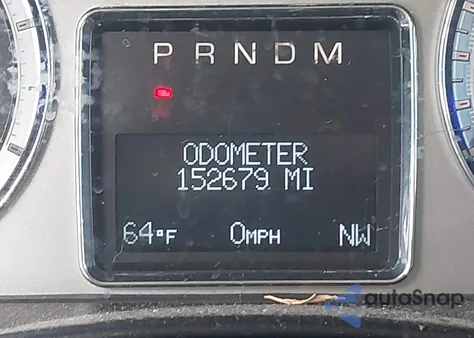 P R N D M
ODOMETER
152679 MI
64°F 0MPH NW
autoSnap